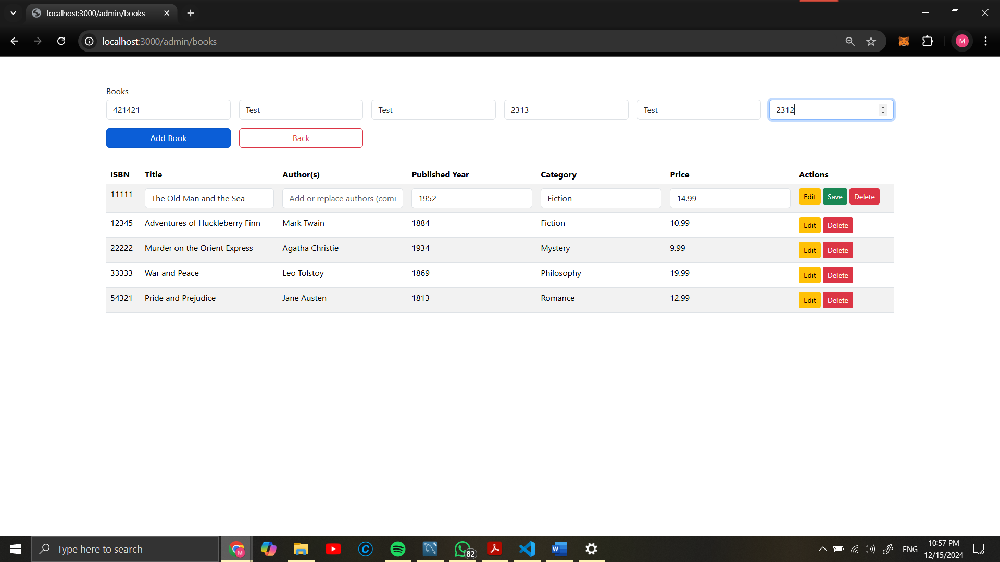 localhost:3000/admin/books
localhost:3000/admin/books
M
Books
421421 Test Test 2313 Test 2312
Add Book Back
ISBN Title Author(s) Published Year Category Price Actions
11111 The Old Man and the Sea Add or replace authors (comm 1952 Fiction 14.99 Edit Save Delete
12345 Adventures of Huckleberry Finn Mark Twain 1884 Fiction 10.99 Edit Delete
22222 Murder on the Orient Express Agatha Christie 1934 Mystery 9.99 Edit Delete
33333 War and Peace Leo Tolstoy 1869 Philosophy 19.99 Edit Delete
54321 Pride and Prejudice Jane Austen 1813 Romance 12.99 Edit Delete
Type here to search M 82 W ENG 10:57 PM
12/15/2024